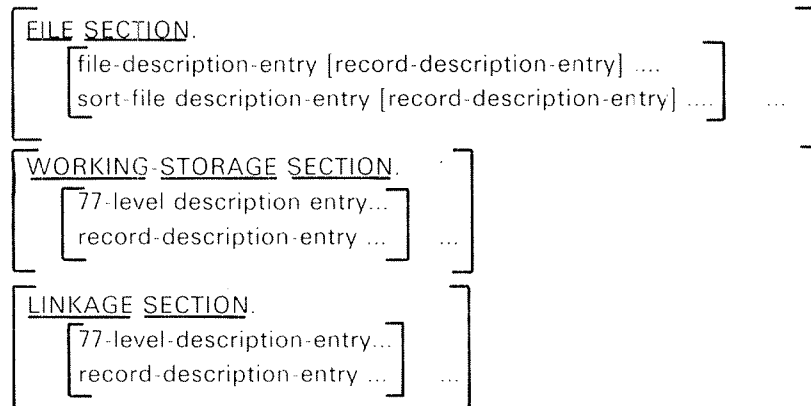 FILE SECTION.
file-description-entry [record-description-entry] ....
sort-file description-entry [record-description-entry] .... ...
WORKING-STORAGE SECTION.
77-level description entry...
record-description-entry ... ...
LINKAGE SECTION.
77-level-description-entry...
record-description-entry ... ...